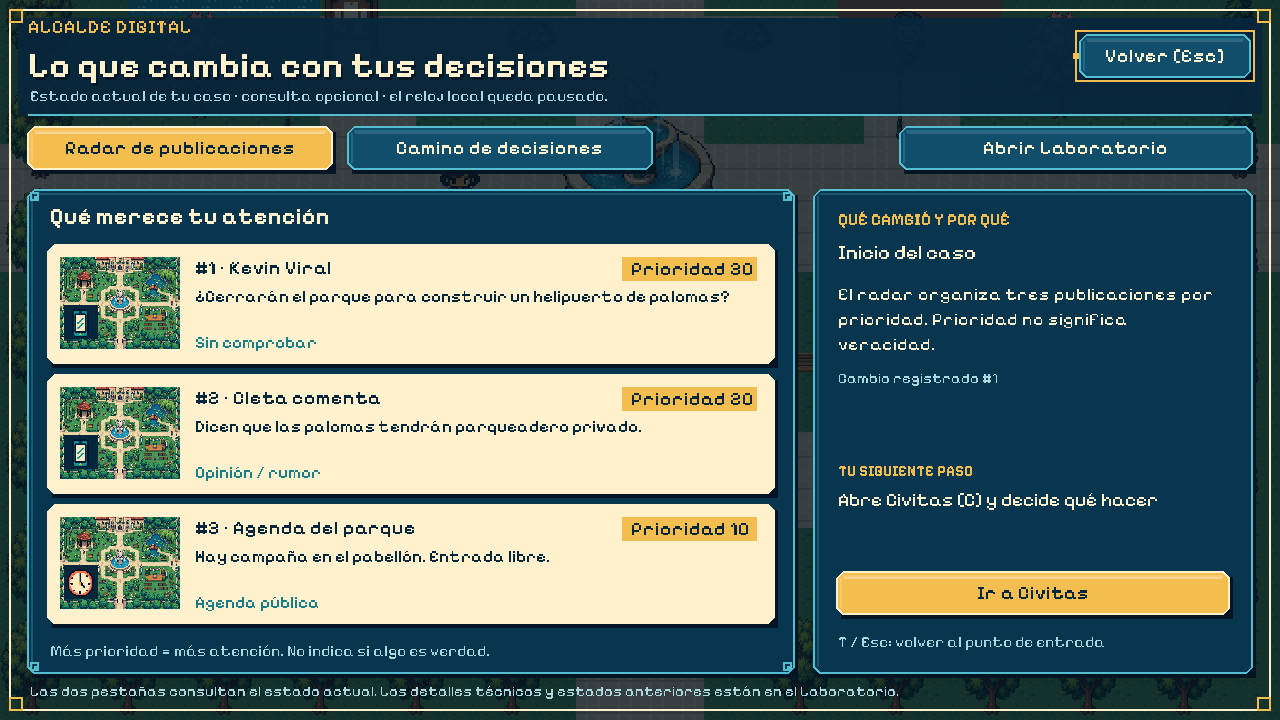 ALCALDE DIGITAL
Lo que cambia con tus decisiones
Estado actual de tu caso · consulta opcional · el reloj local queda pausado.
Volver (Esc)
Radar de publicaciones
Camino de decisiones
Abrir Laboratorio
Qué merece tu atención
#1 · Kevin Viral
Prioridad 30
¿Cerrarán el parque para construir un helipuerto de palomas?
Sin comprobar
#2 · Cleta comenta
Prioridad 20
Dicen que las palomas tendrán parqueadero privado.
Opinión / rumor
#3 · Agenda del parque
Prioridad 10
Hay campaña en el pabellón. Entrada libre.
Agenda pública
Más prioridad = más atención. No indica si algo es verdad.
QUÉ CAMBIÓ Y POR QUÉ
Inicio del caso
El radar organiza tres publicaciones por
prioridad. Prioridad no significa
veracidad.
Cambio registrado #1
TU SIGUIENTE PASO
Abre Civitas (C) y decide qué hacer
Ir a Civitas
↑ / Esc: volver al punto de entrada
Las dos pestañas consultan el estado actual. Los detalles técnicos y estados anteriores están en el Laboratorio.